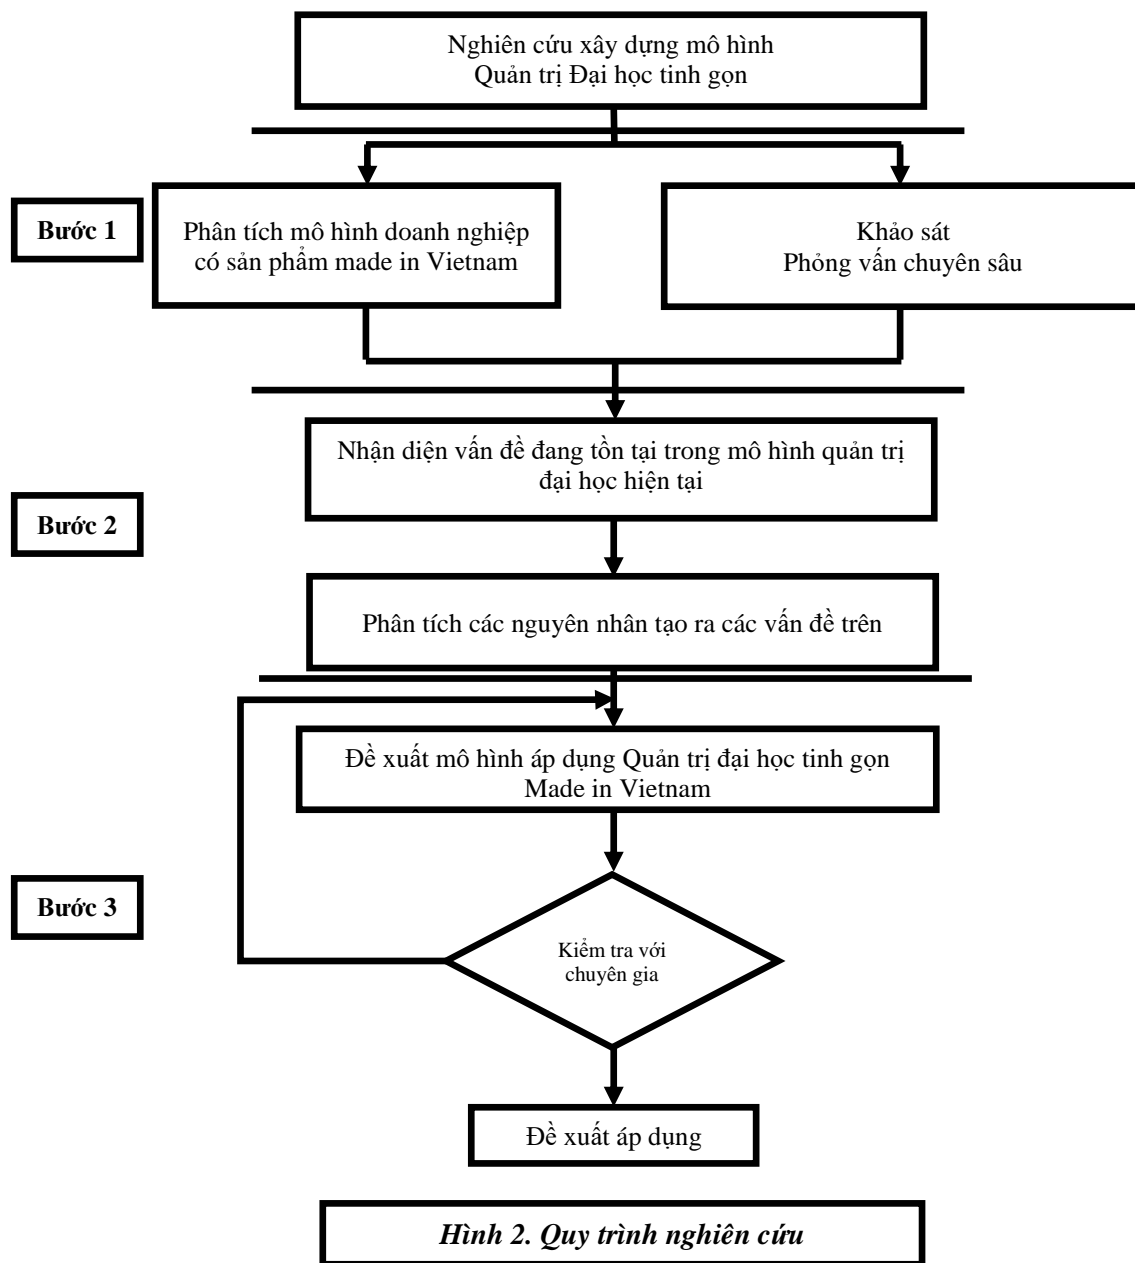 Nghiên cứu xây dựng mô hình
Quản trị Đại học tinh gọn
Bước 1
Phân tích mô hình doanh nghiệp
có sản phẩm made in Vietnam
Khảo sát
Phỏng vấn chuyên sâu
Nhận diện vấn đề đang tồn tại trong mô hình quản trị
đại học hiện tại
Bước 2
Phân tích các nguyên nhân tạo ra các vấn đề trên
Đề xuất mô hình áp dụng Quản trị đại học tinh gọn
Made in Vietnam
Bước 3
Kiểm tra với
chuyên gia
Đề xuất áp dụng
Hình 2. Quy trình nghiên cứu